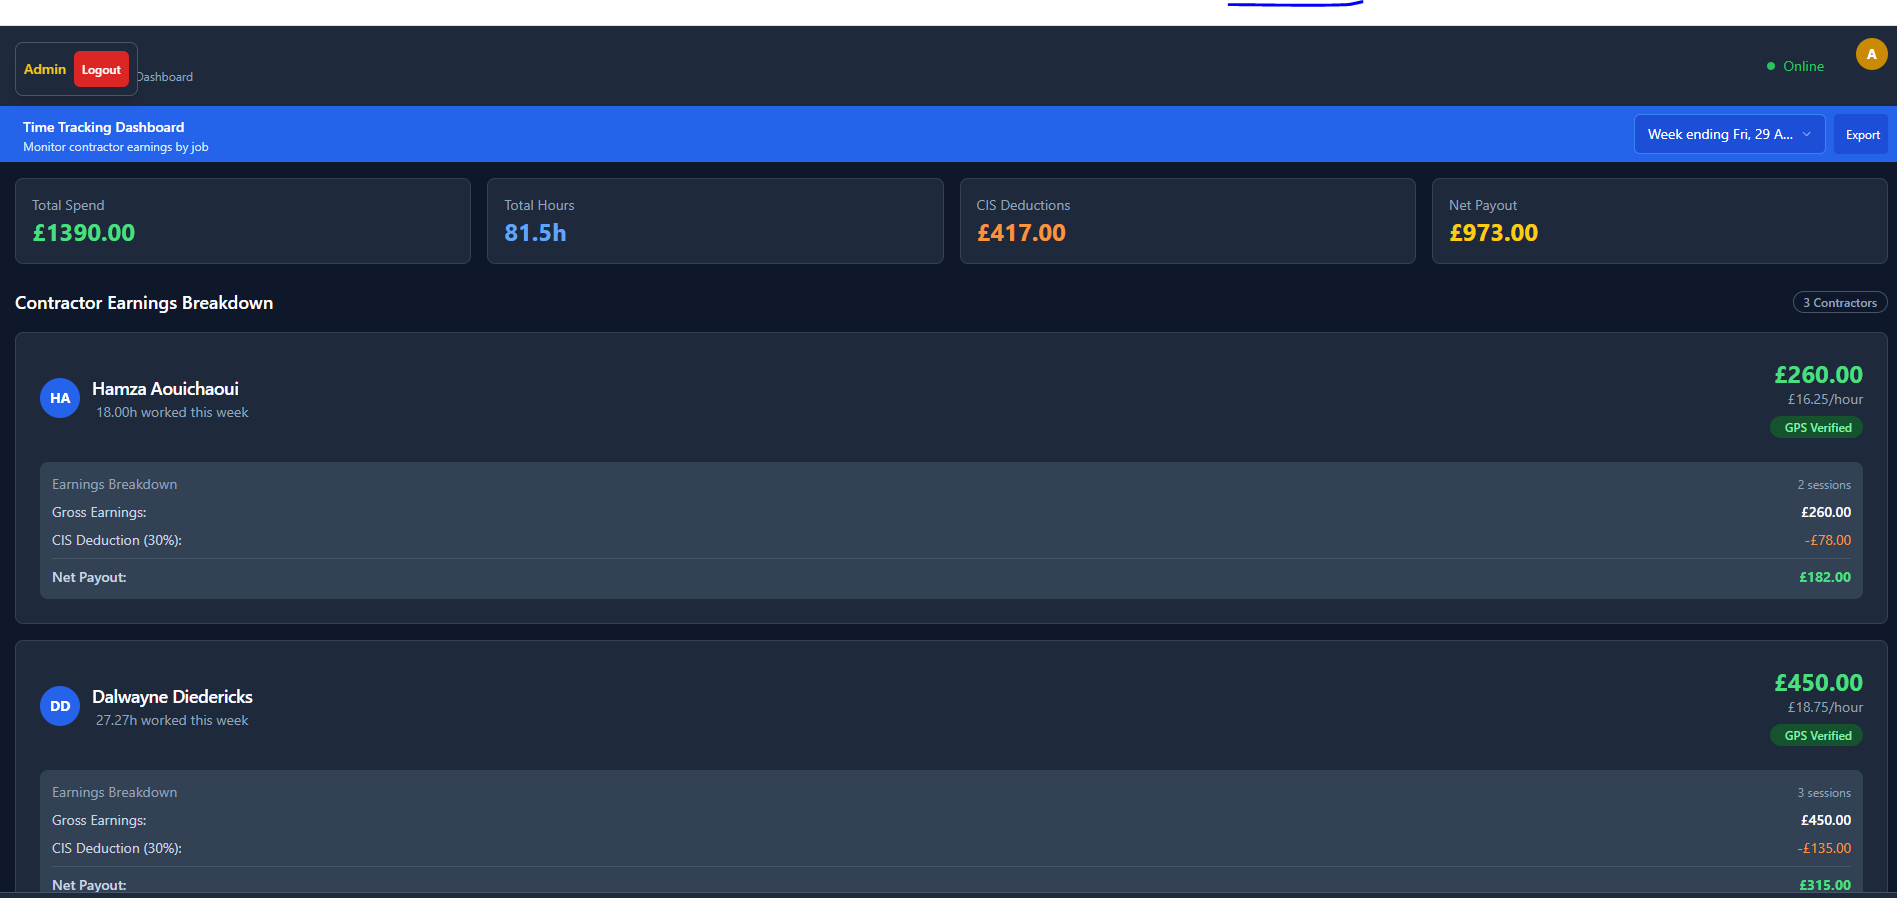 Admin
Logout
Dashboard
Online
A
Time Tracking Dashboard
Monitor contractor earnings by job
Week ending Fri, 29 A...
Export
Total Spend
£1390.00
Total Hours
81.5h
CIS Deductions
£417.00
Net Payout
£973.00
Contractor Earnings Breakdown
3 Contractors
HA
Hamza Aouichaoui
18.00h worked this week
£260.00
£16.25/hour
GPS Verified
Earnings Breakdown
2 sessions
Gross Earnings:
£260.00
CIS Deduction (30%):
-£78.00
Net Payout:
£182.00
DD
Dalwayne Diedericks
27.27h worked this week
£450.00
£18.75/hour
GPS Verified
Earnings Breakdown
3 sessions
Gross Earnings:
£450.00
CIS Deduction (30%):
-£135.00
Net Payout:
£315.00